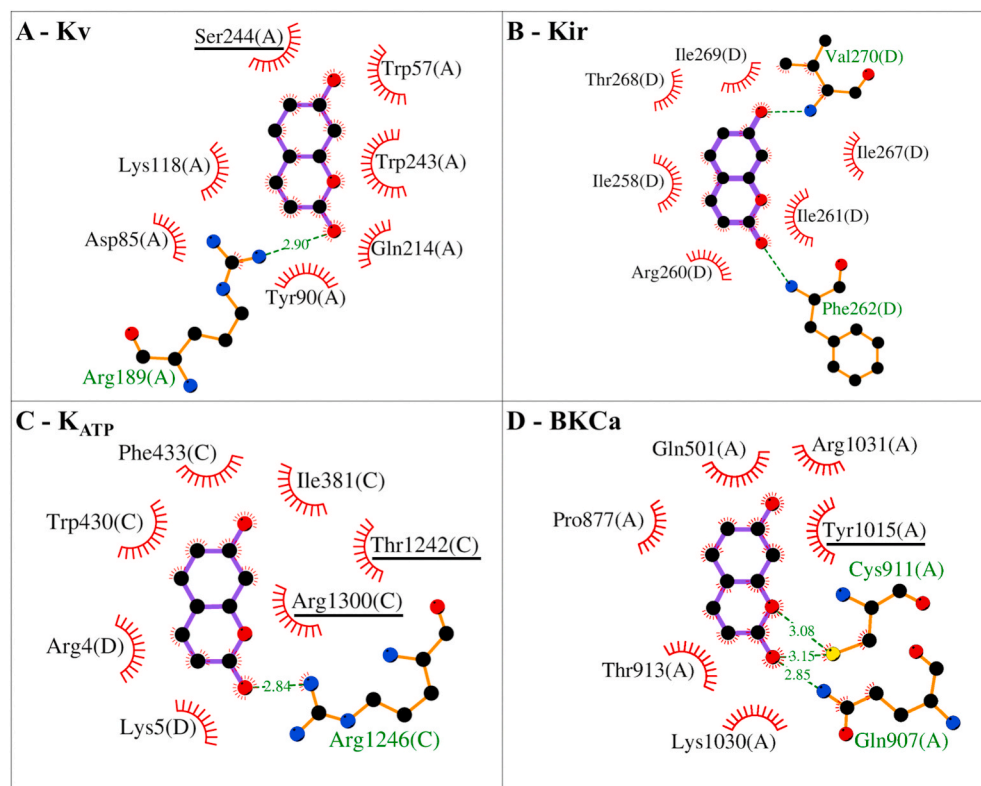 A - Kv
Ser244(A)
Trp57(A)
Lys118(A)
Trp243(A)
Asp85(A)
2.90
Gln214(A)
Tyr90(A)
Arg189(A)
B - Kir
Ile269(D)
Val270(D)
Thr268(D)
Ile267(D)
Ile258(D)
Ile261(D)
Arg260(D)
Phe262(D)
C - KATP
Phe433(C)
Ile381(C)
Trp430(C)
Thr1242(C)
Arg1300(C)
Arg4(D)
2.84
Lys5(D)
Arg1246(C)
D - BKCa
Gln501(A)
Arg1031(A)
Pro877(A)
Tyr1015(A)
Cys911(A)
3.08
3.15
Thr913(A)
2.85
Lys1030(A)
Gln907(A)